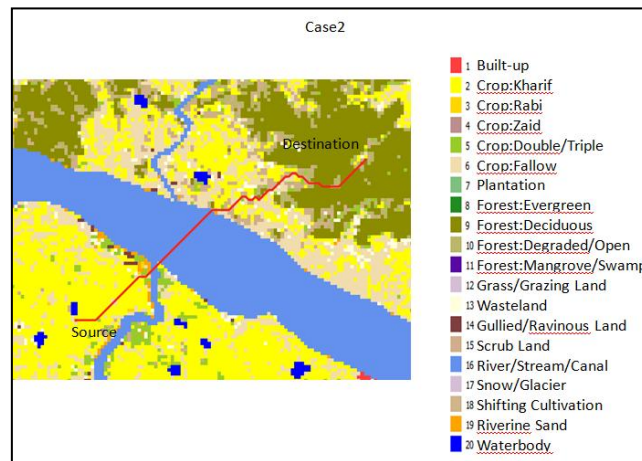 Case2
Destination
Source
1 Built-up
2 Crop:Kharif
3 Crop:Rabi
4 Crop:Zaid
5 Crop:Double/Triple
6 Crop:Fallow
7 Plantation
8 Forest:Evergreen
9 Forest:Deciduous
10 Forest:Degraded/Open
11 Forest:Mangrove/Swamp
12 Grass/Grazing Land
13 Wasteland
14 Gullied/Ravinous Land
15 Scrub Land
16 River/Stream/Canal
17 Snow/Glacier
18 Shifting Cultivation
19 Riverine Sand
20 Waterbody